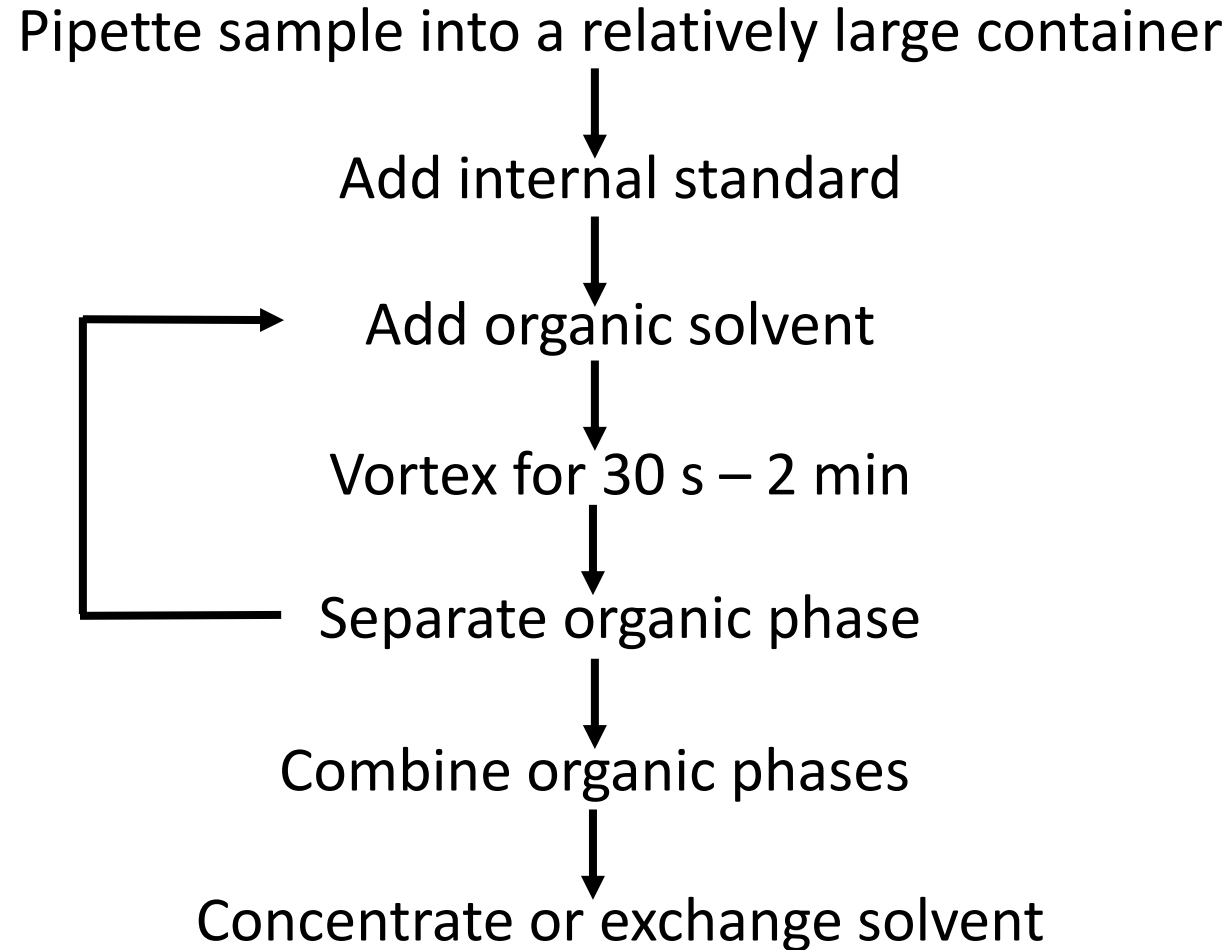 Pipette sample into a relatively large container
Add internal standard
Add organic solvent
Vortex for 30 s – 2 min
Separate organic phase
Combine organic phases
Concentrate or exchange solvent